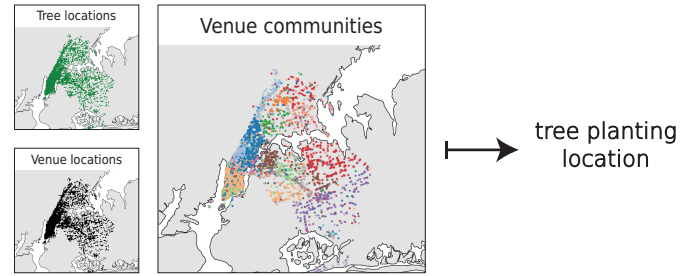 Tree locations
Venue locations
Venue communities
tree planting
location